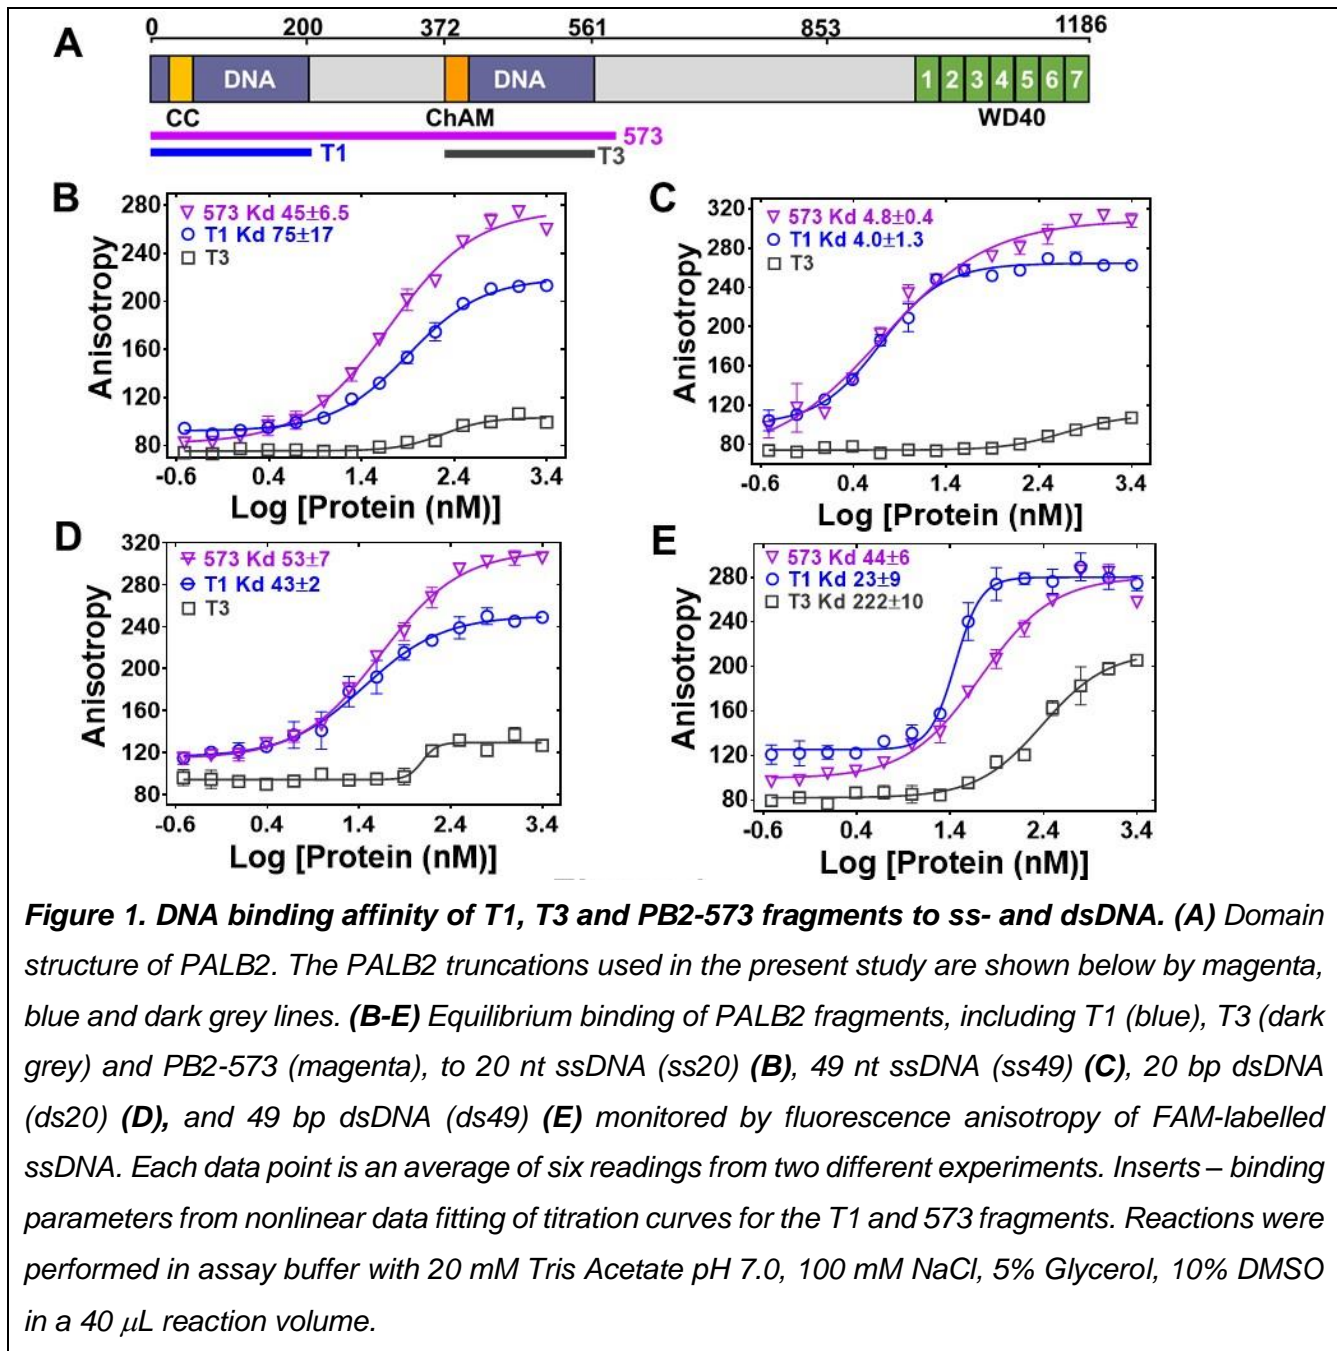 A
0 200 372 561 853 1186
DNA DNA 1 2 3 4 5 6 7
CC ChAM WD40
573
T1 T3
B
573 Kd 45±6.5
T1 Kd 75±17
T3
Anisotropy
280
240
200
160
120
80
-0.6 0.4 1.4 2.4 3.4
Log [Protein (nM)]
C
573 Kd 4.8±0.4
T1 Kd 4.0±1.3
T3
Anisotropy
320
280
240
200
160
120
80
-0.6 0.4 1.4 2.4 3.4
Log [Protein (nM)]
D
573 Kd 53±7
T1 Kd 43±2
T3
Anisotropy
320
280
240
200
160
120
80
-0.6 0.4 1.4 2.4 3.4
Log [Protein (nM)]
E
573 Kd 44±6
T1 Kd 23±9
T3 Kd 222±10
Anisotropy
280
240
200
160
120
80
-0.6 0.4 1.4 2.4 3.4
Log [Protein (nM)]
Figure 1. DNA binding affinity of T1, T3 and PB2-573 fragments to ss- and dsDNA. (A) Domain
structure of PALB2. The PALB2 truncations used in the present study are shown below by magenta,
blue and dark grey lines. (B-E) Equilibrium binding of PALB2 fragments, including T1 (blue), T3 (dark
grey) and PB2-573 (magenta), to 20 nt ssDNA (ss20) (B), 49 nt ssDNA (ss49) (C), 20 bp dsDNA
(ds20) (D), and 49 bp dsDNA (ds49) (E) monitored by fluorescence anisotropy of FAM-labelled
ssDNA. Each data point is an average of six readings from two different experiments. Inserts – binding
parameters from nonlinear data fitting of titration curves for the T1 and 573 fragments. Reactions were
performed in assay buffer with 20 mM Tris Acetate pH 7.0, 100 mM NaCl, 5% Glycerol, 10% DMSO
in a 40 μL reaction volume.